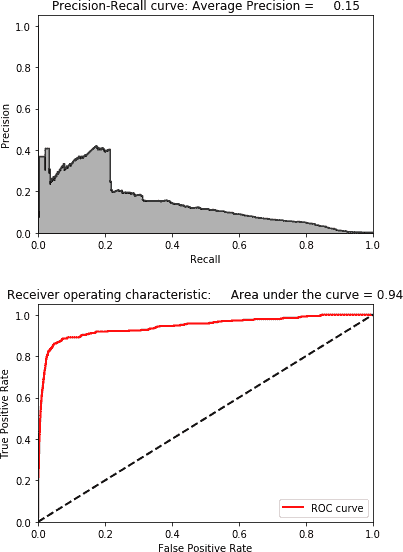 Precision-Recall curve: Average Precision = 0.15
1.0
0.8
0.6
0.4
0.2
0.0
Precision
0.0 0.2 0.4 0.6 0.8 1.0
Recall
Receiver operating characteristic: Area under the curve = 0.94
1.0
0.8
0.6
0.4
0.2
0.0
True Positive Rate
ROC curve
0.0 0.2 0.4 0.6 0.8 1.0
False Positive Rate